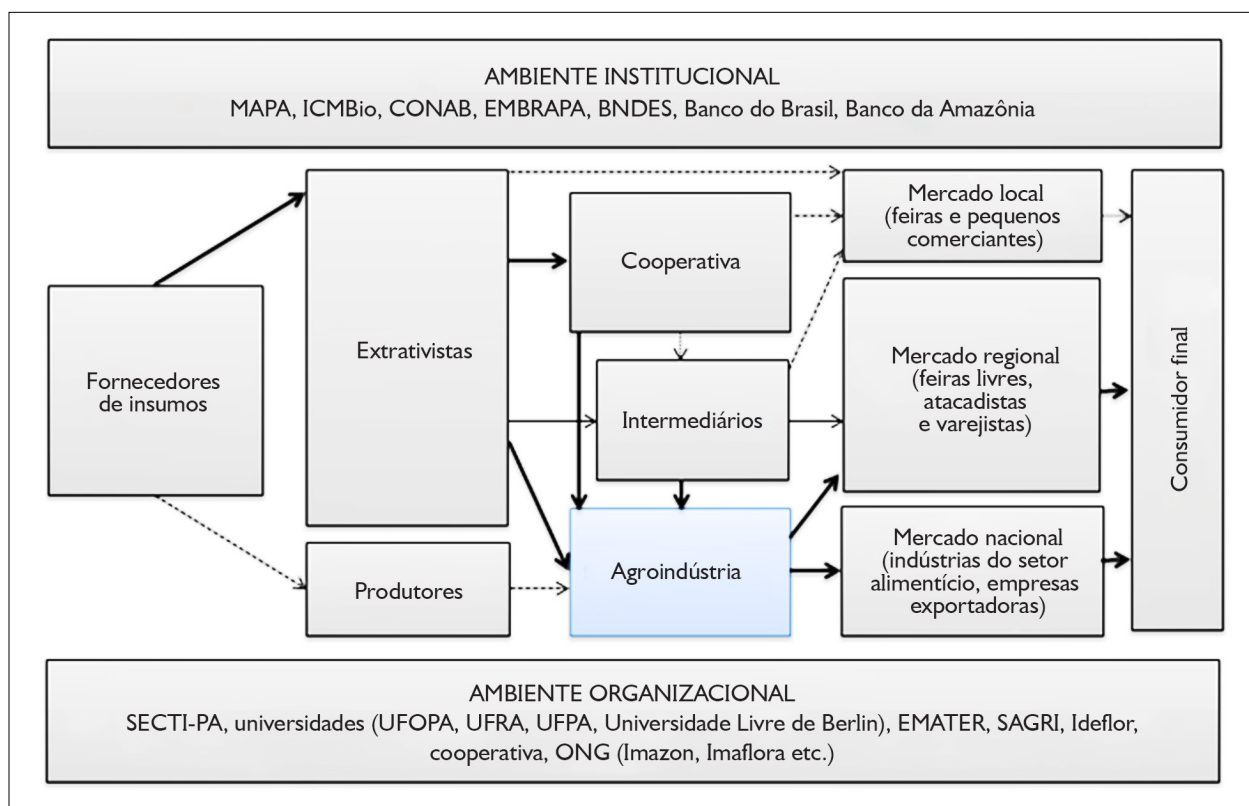 AMBIENTE INSTITUCIONAL
MAPA, ICMBio, CONAB, EMBRAPA, BNDES, Banco do Brasil, Banco da Amazônia
Fornecedores
de insumos
Extrativistas
Produtores
Cooperativa
Intermediários
Agroindústria
Mercado local
(feiras e pequenos
comerciantes)
Mercado regional
(feiras livres,
atacadistas
e varejistas)
Mercado nacional
(indústrias do setor
alimentício, empresas
exportadoras)
Consumidor final
AMBIENTE ORGANIZACIONAL
SECTI-PA, universidades (UFOPA, UFRA, UFPA, Universidade Livre de Berlin), EMATER, SAGRI, Ideflor,
cooperativa, ONG (Imazon, Imaflora etc.)